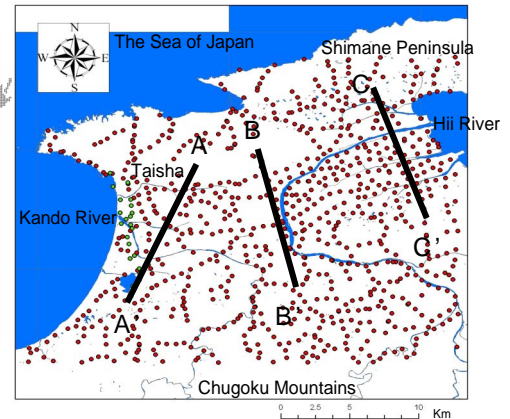 The Sea of Japan
Shimane Peninsula
N
W E
S
C
Hii River
B
A
Taisha
Kando River
C'
B'
A
Chugoku Mountains
0 2.5 5 10
Km